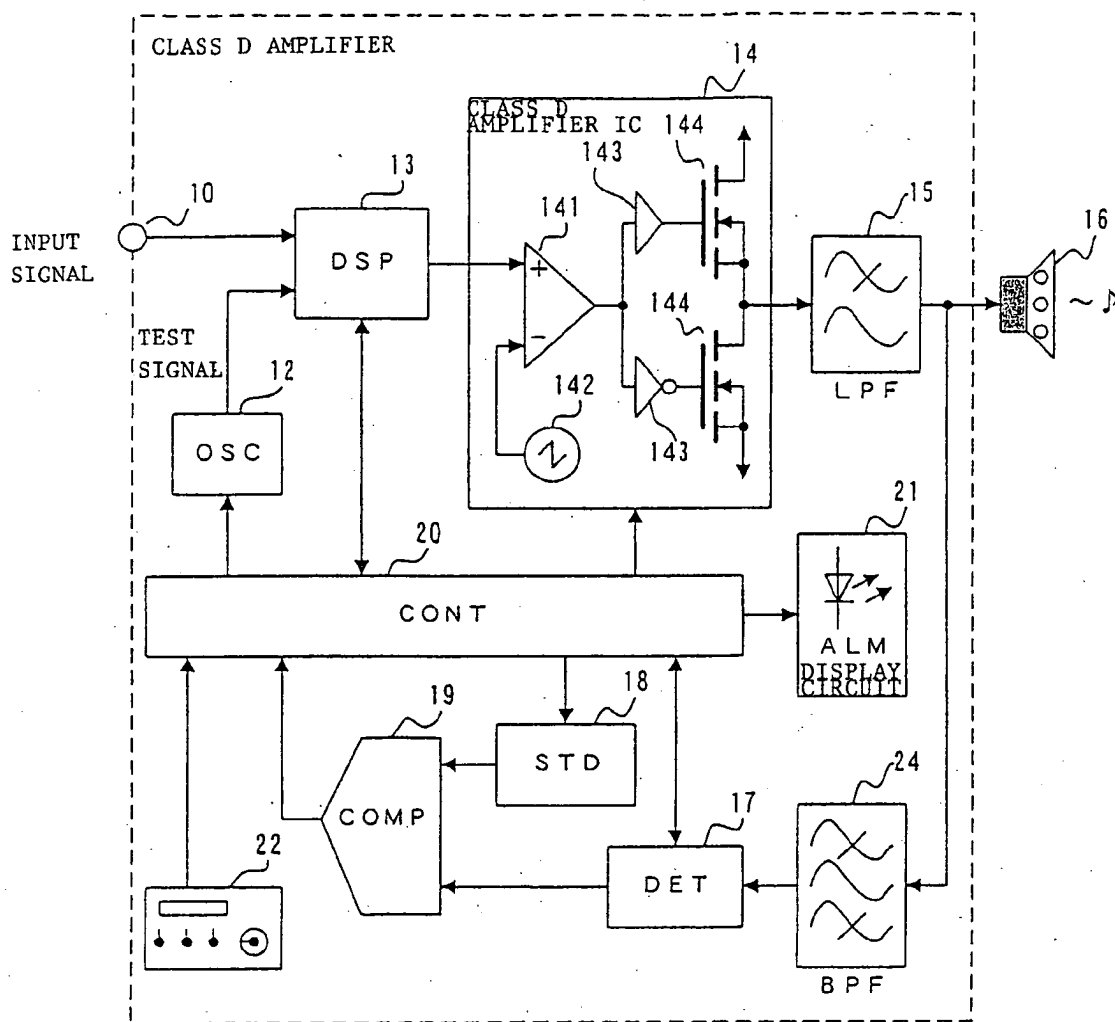 CLASS D AMPLIFIER
14
CLASS D
AMPLIFIER IC
144
143
13
10
141
15
16
INPUT
SIGNAL
DSP
+
144
TEST
SIGNAL
−
LPF
12
142
OSC
143
21
20
CONT
ALM
DISPLAY
CIRCUIT
19
18
STD
24
COMP
17
22
DET
BPF